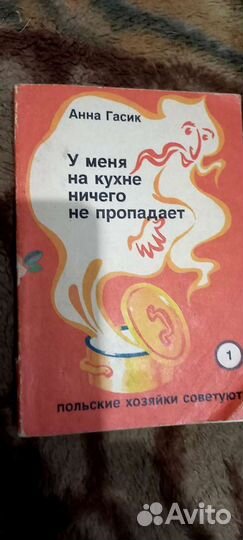 Анна Гасик
У меня
на кухне
ничего
не пропадает
1
польские хозяйки советуют
Avito